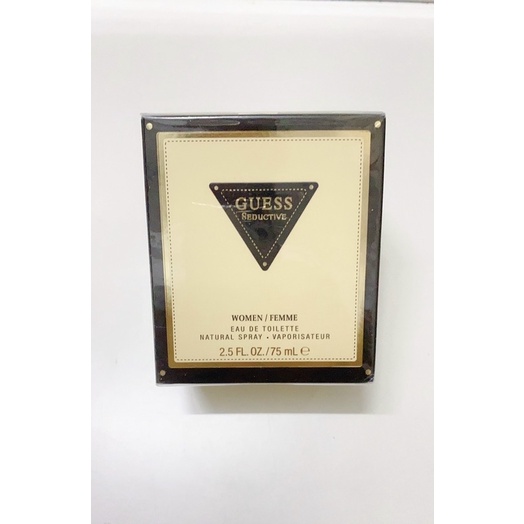 GUESS
SEDUCTIVE
WOMEN / FEMME
EAU DE TOILETTE
NATURAL SPRAY • VAPORISATEUR
2.5 FL. OZ. / 75 mL ℮